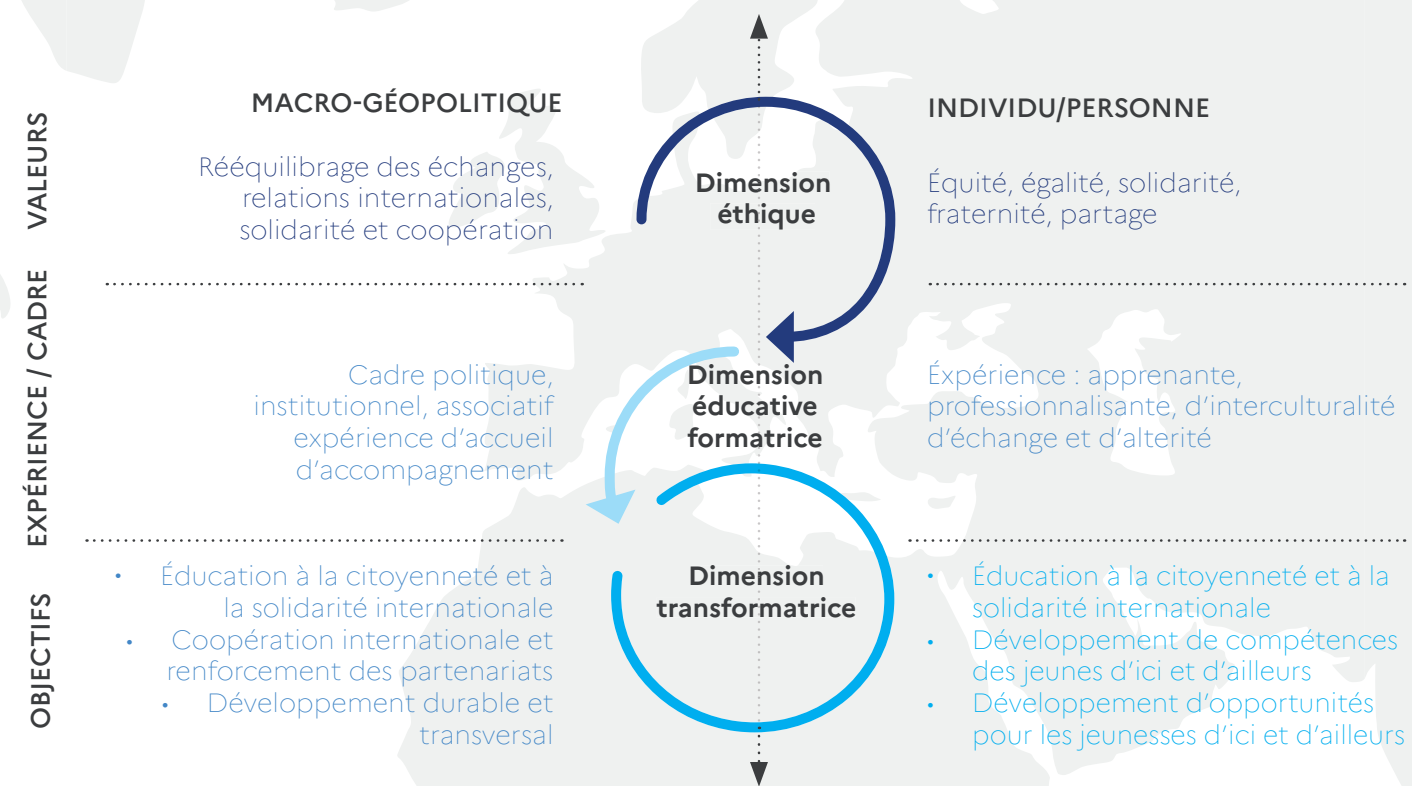 VALEURS
MACRO-GÉOPOLITIQUE
Rééquilibrage des échanges,
relations internationales,
solidarité et coopération
Dimension
éthique
INDIVIDU/PERSONNE
Équité, égalité, solidarité,
fraternité, partage
EXPÉRIENCE / CADRE
Cadre politique,
institutionnel, associatif
expérience d'accueil
d'accompagnement
Dimension
éducative
formatrice
Éxpérience : apprenante,
professionnalisante, d'interculturalité
d'échange et d'alterité
OBJECTIFS
• Éducation à la citoyenneté et à
la solidarité internationale
• Coopération internationale et
renforcement des partenariats
• Développement durable et
transversal
Dimension
transformatrice
• Éducation à la citoyenneté et à la
solidarité internationale
• Développement de compétences
des jeunes d'ici et d'ailleurs
• Développement d'opportunités
pour les jeunesses d'ici et d'ailleurs